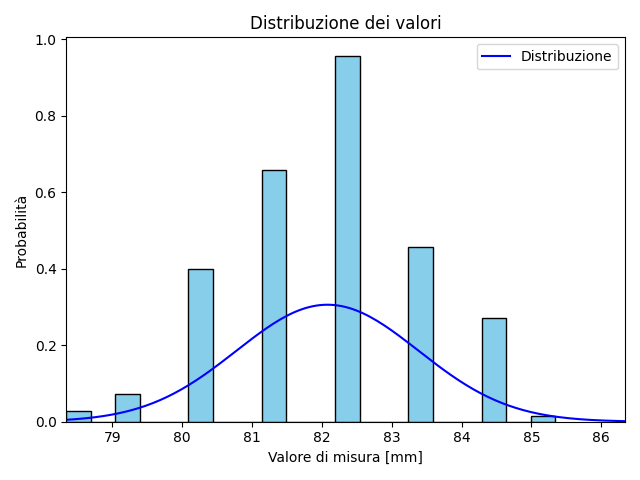 Distribuzione dei valori
Distribuzione
Probabilità
1.0
0.8
0.6
0.4
0.2
0.0
79 80 81 82 83 84 85 86
Valore di misura [mm]